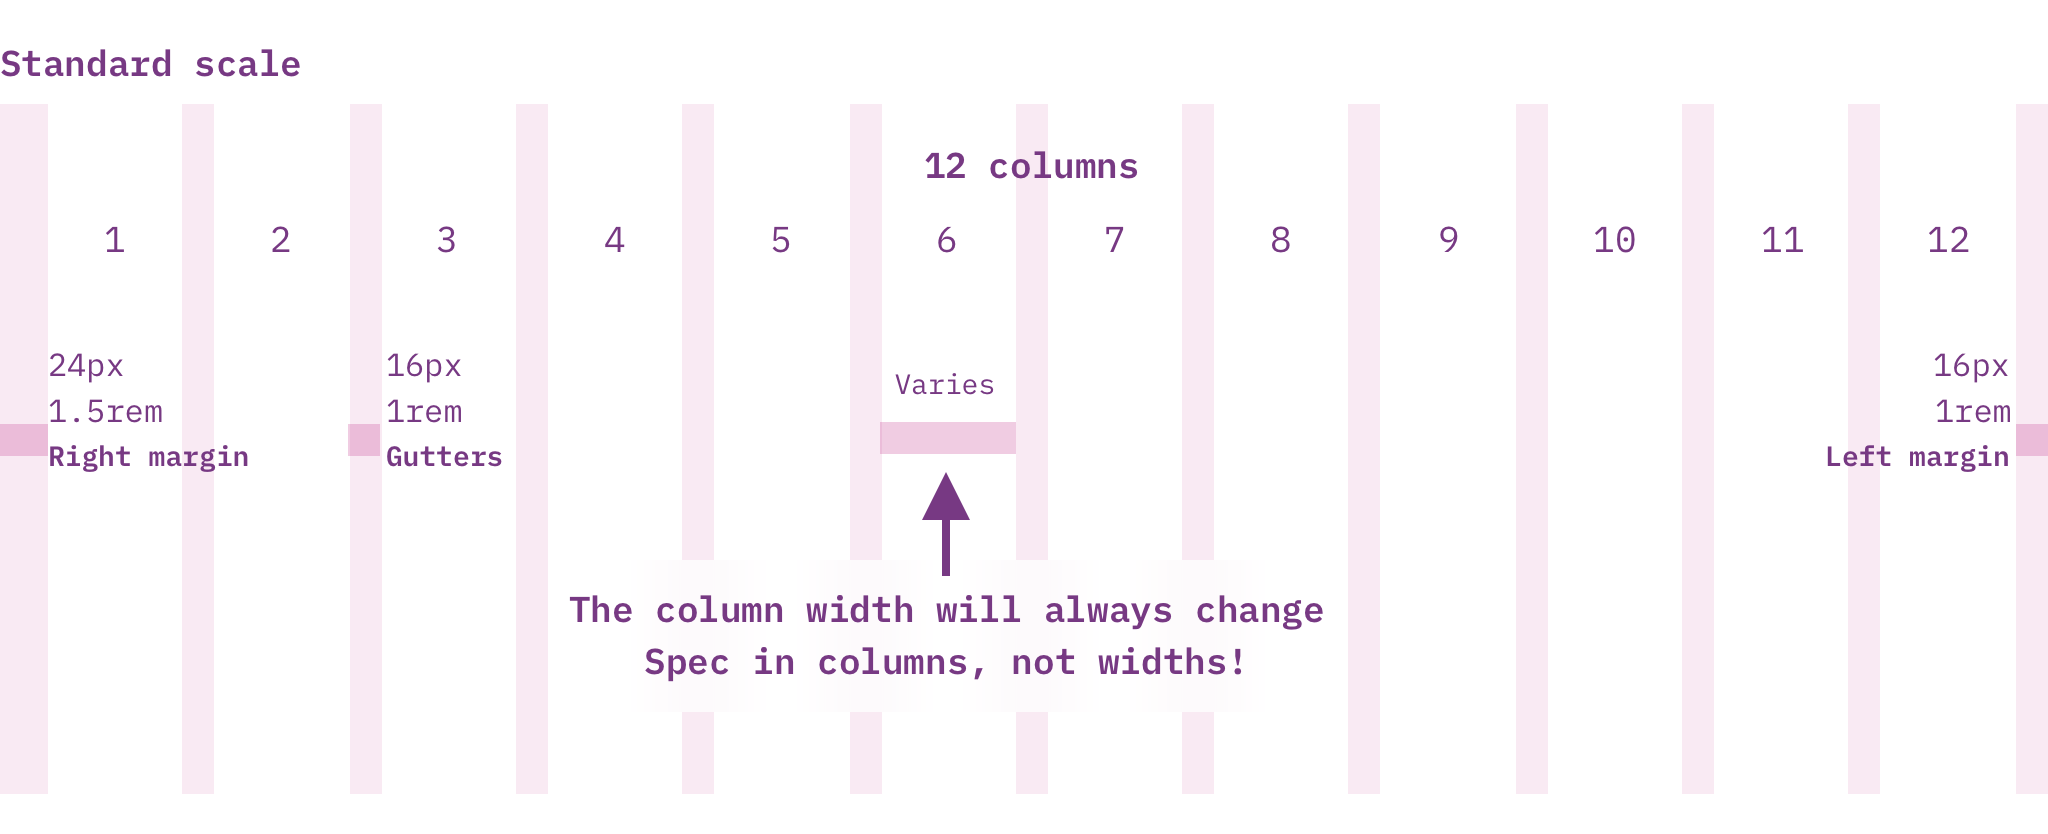 Standard scale
12 columns
1 2 3 4 5 6 7 8 9 10 11 12
24px
1.5rem
Right margin
16px
1rem
Gutters
Varies
16px
1rem
Left margin
The column width will always change
Spec in columns, not widths!